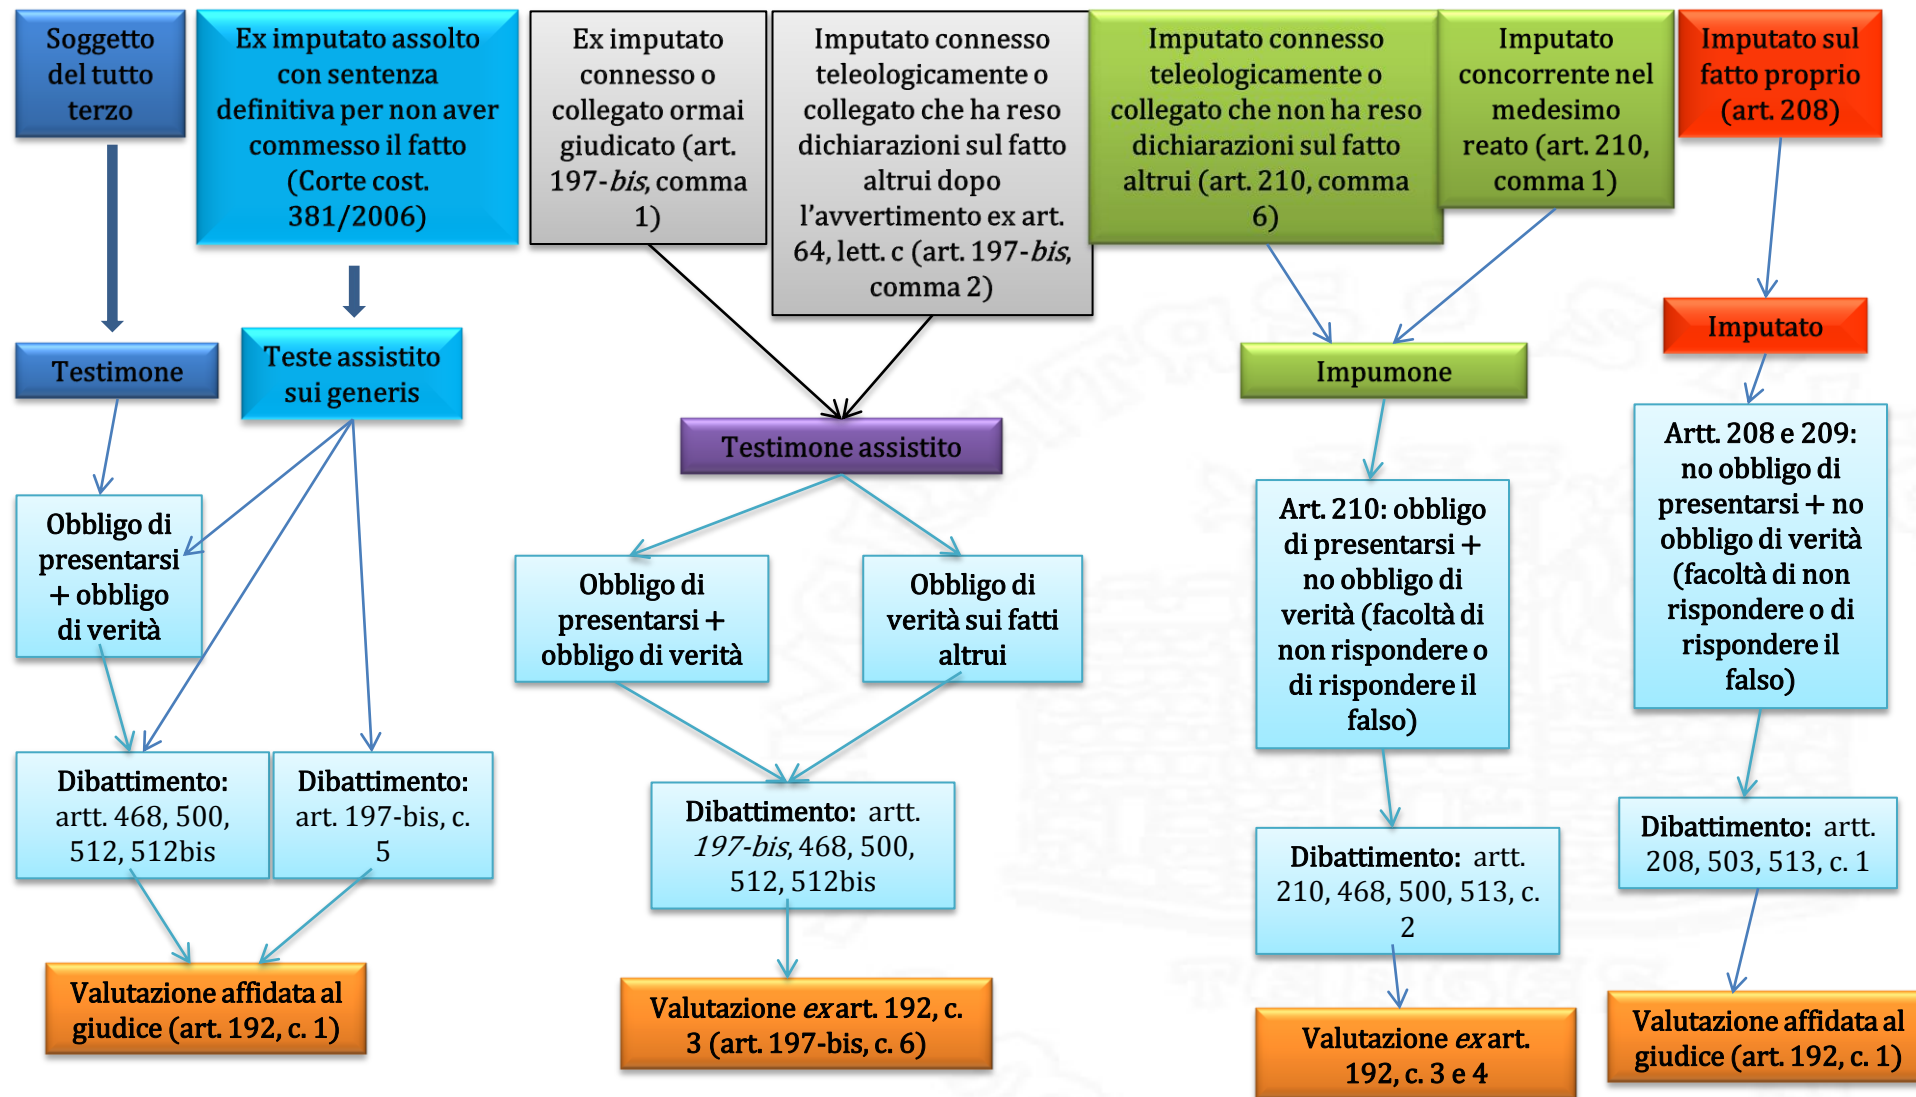 Soggetto
del tutto
terzo
Ex imputato assolto
con sentenza
definitiva per non aver
commesso il fatto
(Corte cost.
381/2006)
Ex imputato
connesso o
collegato ormai
giudicato (art.
197-bis, comma
1)
Imputato connesso
teleologicamente o
collegato che ha reso
dichiarazioni sul fatto
altrui dopo
l’avvertimento ex art.
64, lett. c (art. 197-bis,
comma 2)
Imputato connesso
teleologicamente o
collegato che non ha reso
dichiarazioni sul fatto
altrui (art. 210, comma
6)
Imputato
concorrente nel
medesimo
reato (art. 210,
comma 1)
Imputato sul
fatto proprio
(art. 208)
Testimone
Teste assistito
sui generis
Testimone assistito
Impumone
Imputato
Obbligo di
presentarsi
+ obbligo
di verità
Obbligo di
presentarsi +
obbligo di verità
Obbligo di
verità sui fatti
altrui
Art. 210: obbligo
di presentarsi +
no obbligo di
verità (facoltà di
non rispondere o
di rispondere il
falso)
Artt. 208 e 209:
no obbligo di
presentarsi + no
obbligo di verità
(facoltà di non
rispondere o di
rispondere il
falso)
Dibattimento:
artt. 468, 500,
512, 512bis
Dibattimento:
art. 197-bis, c.
5
Dibattimento: artt.
197-bis, 468, 500,
512, 512bis
Dibattimento: artt.
210, 468, 500, 513, c.
2
Dibattimento: artt.
208, 503, 513, c. 1
Valutazione affidata al
giudice (art. 192, c. 1)
Valutazione ex art. 192, c.
3 (art. 197-bis, c. 6)
Valutazione ex art.
192, c. 3 e 4
Valutazione affidata al
giudice (art. 192, c. 1)